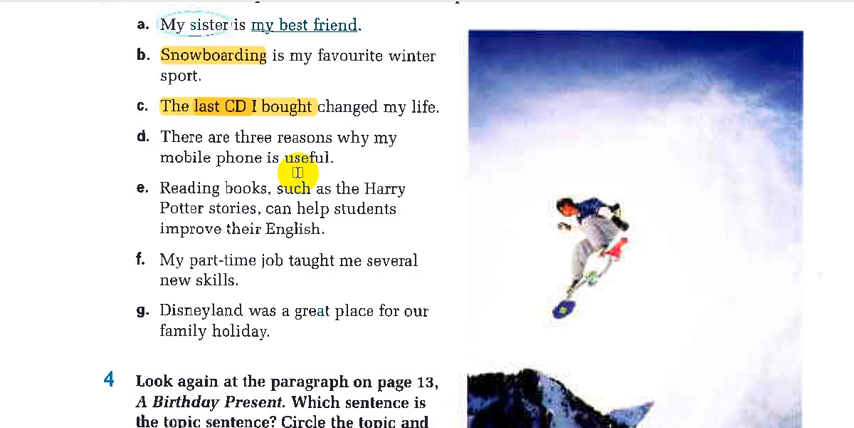 a. My sister is my best friend.
b. Snowboarding is my favourite winter
sport.
c. The last CD I bought changed my life.
d. There are three reasons why my
mobile phone is useful.
e. Reading books, such as the Harry
Potter stories, can help students
improve their English.
f. My part-time job taught me several
new skills.
g. Disneyland was a great place for our
family holiday.
4 Look again at the paragraph on page 13,
A Birthday Present. Which sentence is
the topic sentence? Circle the topic and